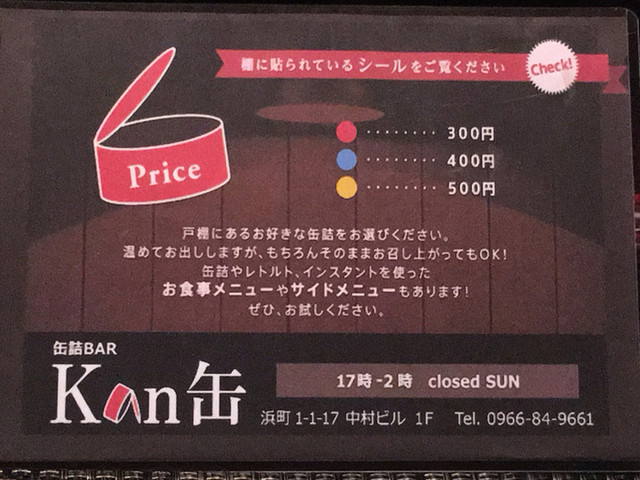 棚に貼られているシールをご覧ください
Check!
Price
‥‥‥‥ 300円
‥‥‥‥ 400円
‥‥‥‥ 500円
戸棚にあるお好きな缶詰をお選びください。
温めてお出ししますが、もちろんそのままお召し上がってもOK!
缶詰やレトルト、インスタントを使った
お食事メニューやサイドメニューもあります!
ぜひ、お試しください。
缶詰BAR
Kan缶
17時-2時 closed SUN
浜町1-1-17 中村ビル 1F Tel. 0966-84-9661